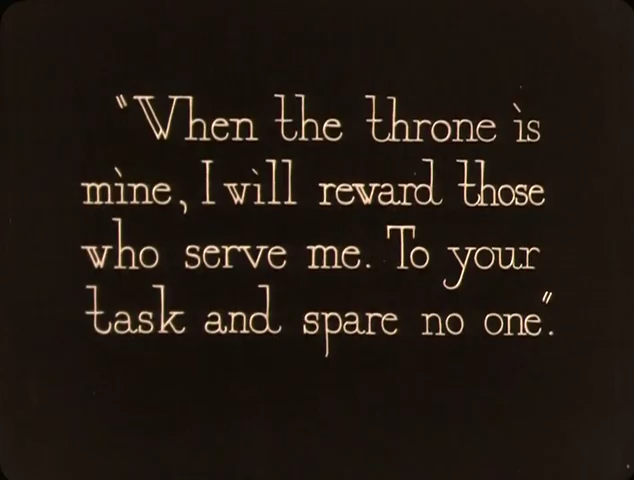 "When the throne is
mine, I will reward those
who serve me. To your
task and spare no one".